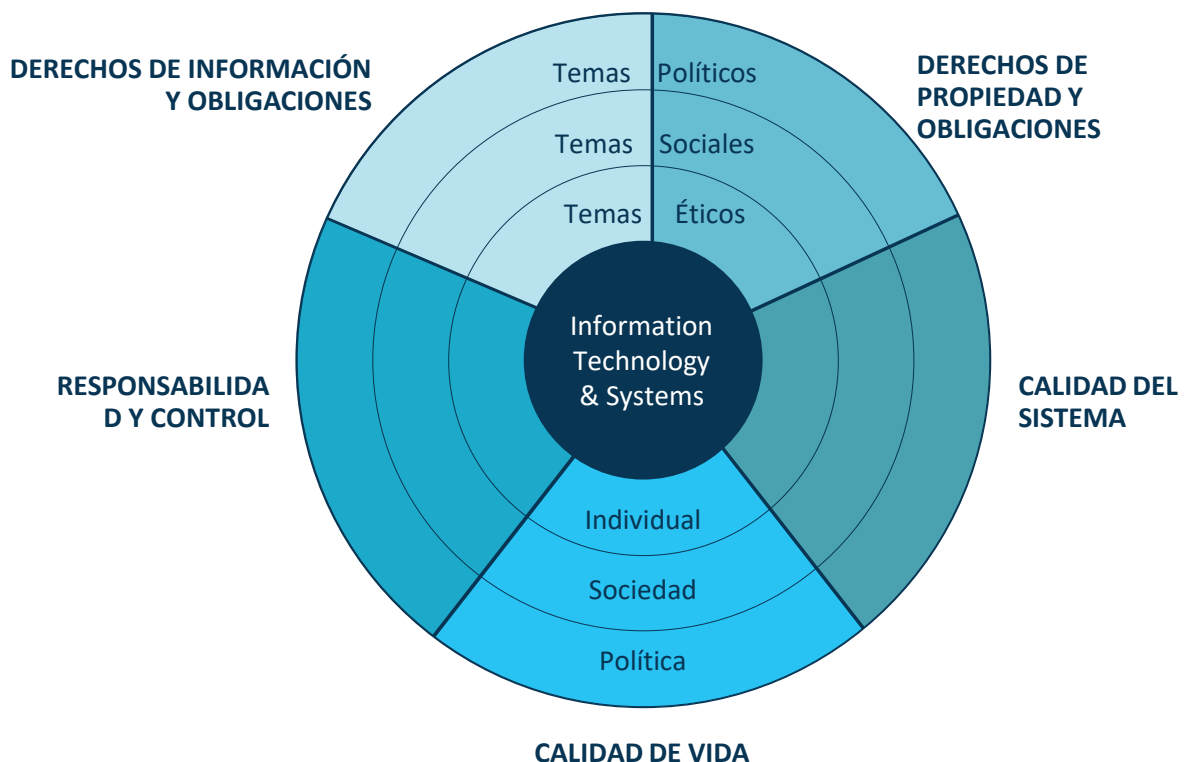 DERECHOS DE INFORMACIÓN
Y OBLIGACIONES
DERECHOS DE
PROPIEDAD Y
OBLIGACIONES
Temas Políticos
Temas Sociales
Temas Éticos
Information
Technology
& Systems
RESPONSABILIDA
D Y CONTROL
CALIDAD DEL
SISTEMA
Individual
Sociedad
Política
CALIDAD DE VIDA